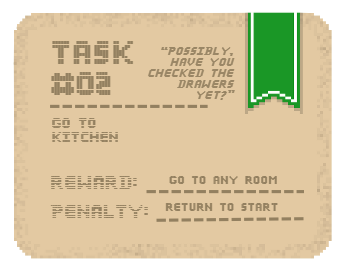 TASK
#02
"POSSIBLY,
HAVE YOU
CHECKED THE
DRAWERS
YET?"
GO TO
KITCHEN
REWARD: GO TO ANY ROOM
PENALTY: RETURN TO START